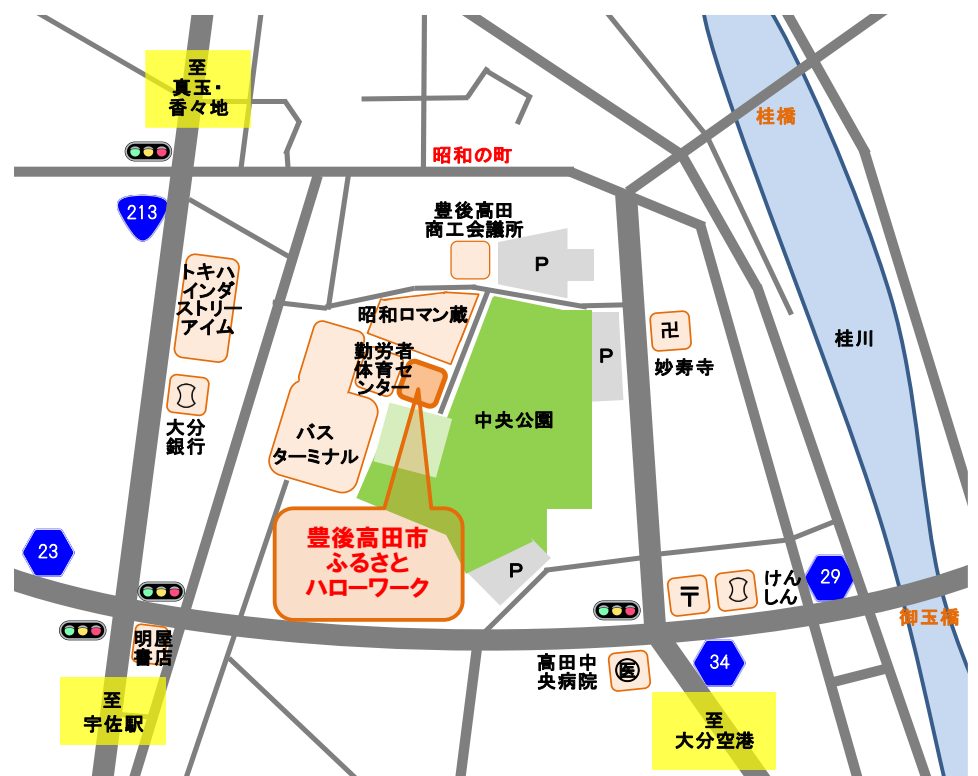 至
真玉・
香々地
桂橋
昭和の町
213
豊後高田
商工会議所
P
トキハ
インダ
ストリー
アイム
昭和ロマン蔵
卍
桂川
勤労者
体育セ
ンター
P
妙寿寺
大分
銀行
バス
ターミナル
中央公園
豊後高田市
ふるさと
ハローワーク
23
P
〒
けん
しん
29
御玉橋
明屋
書店
高田中
央病院
医
34
至
宇佐駅
至
大分空港